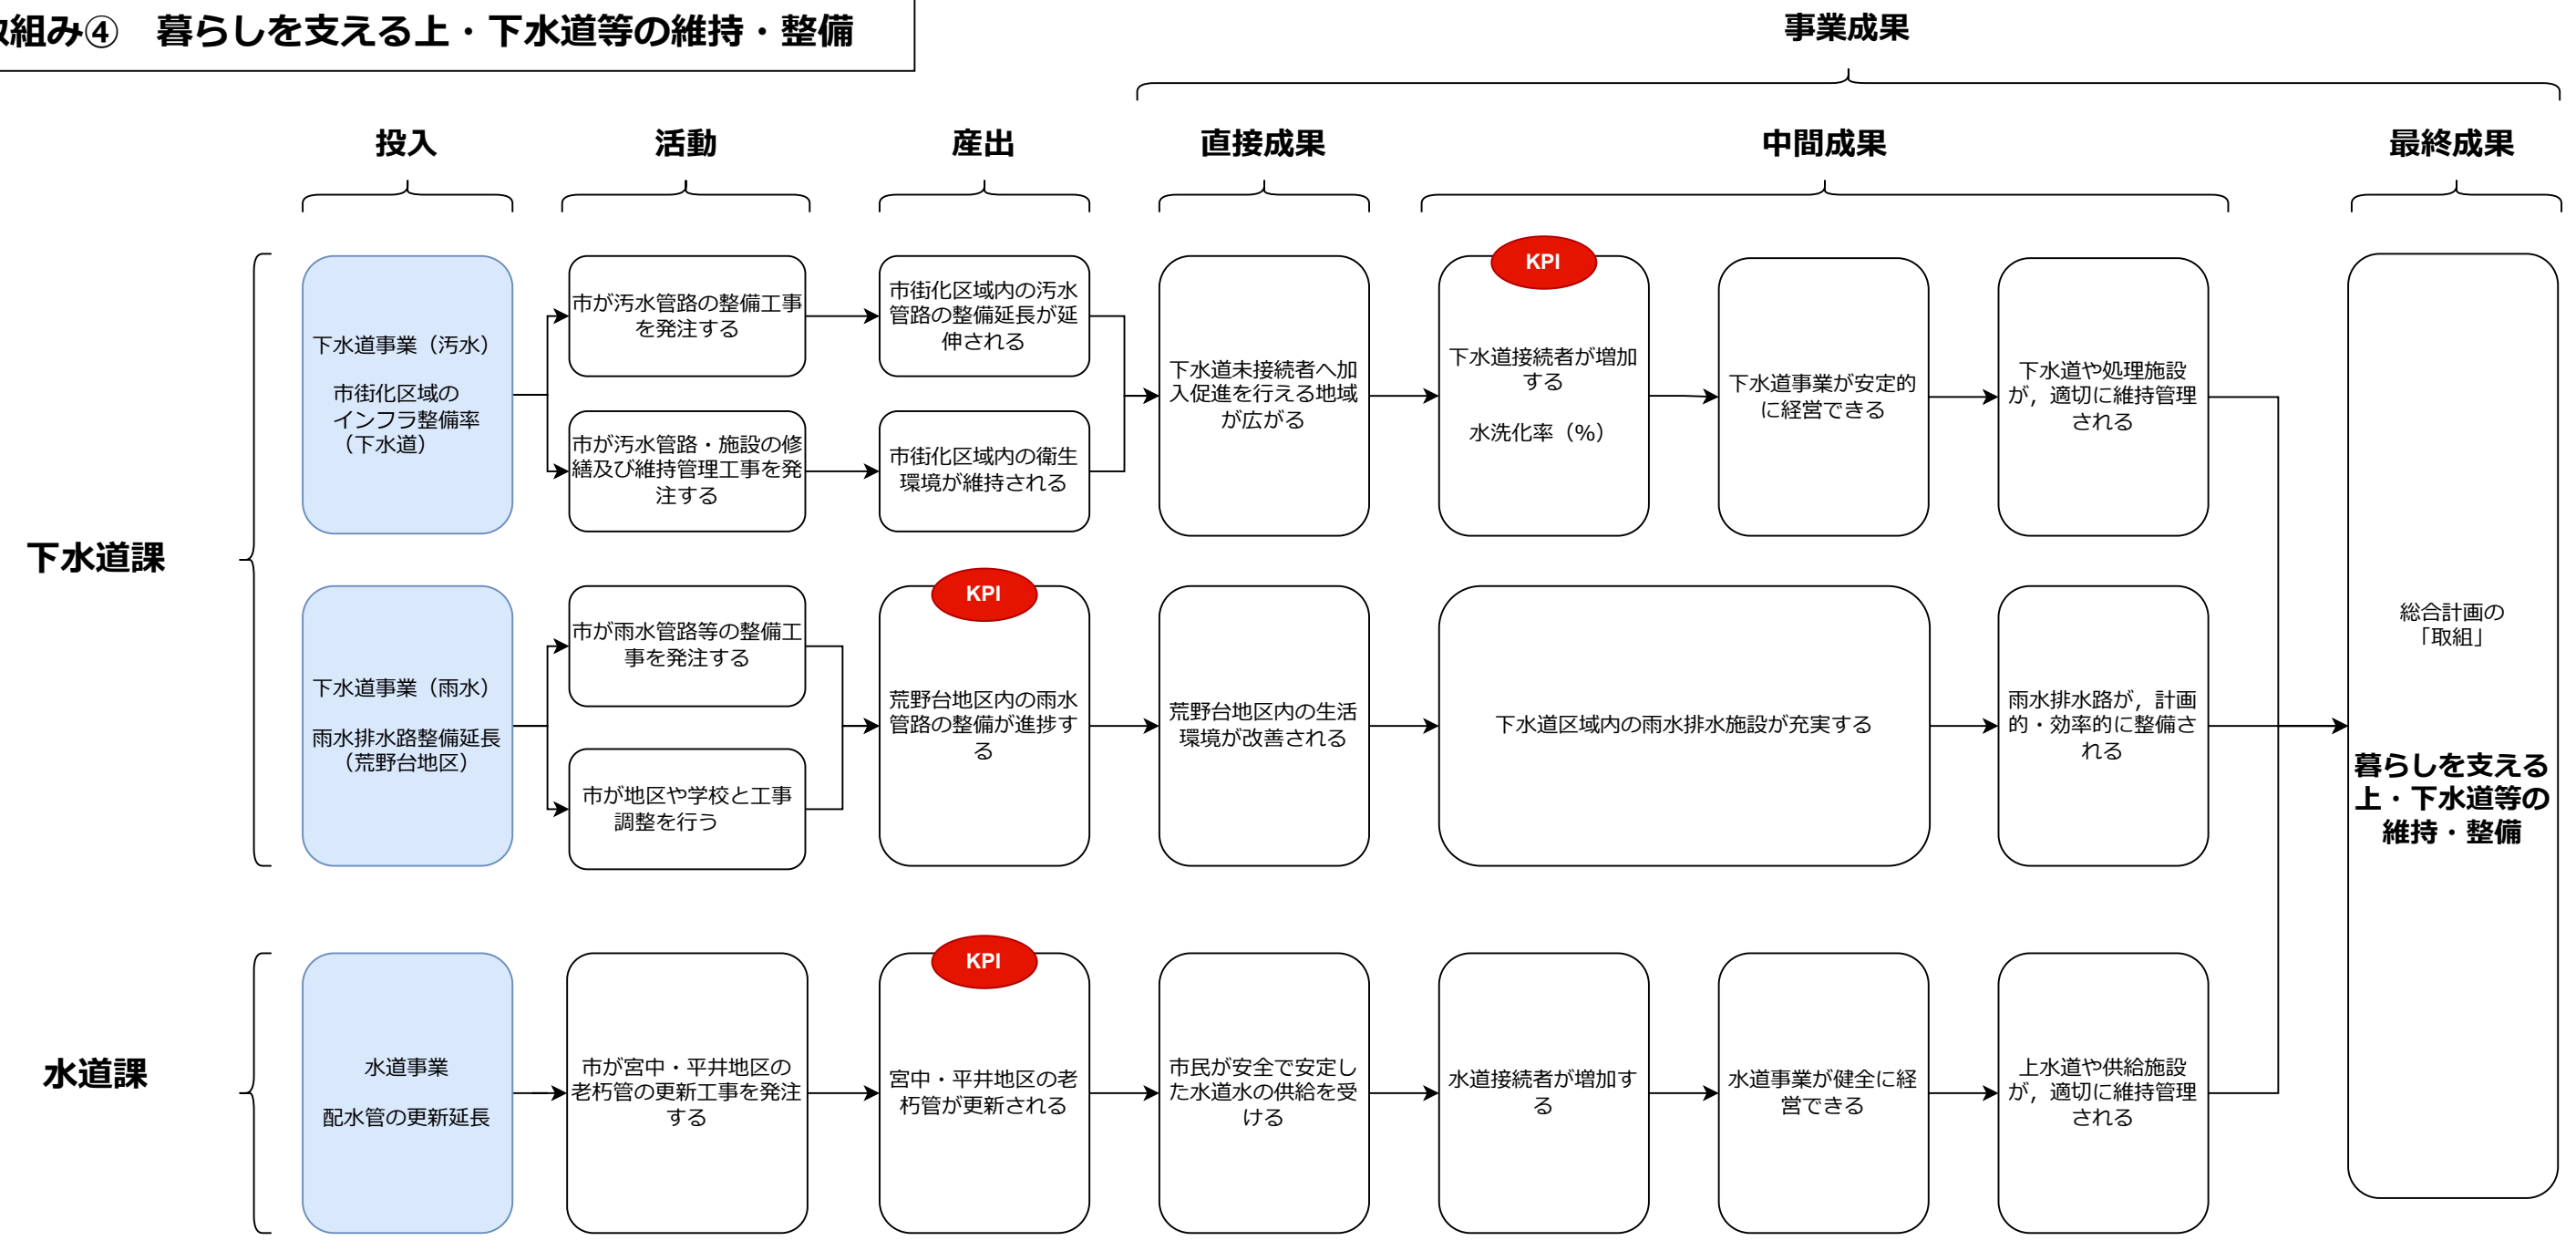 組み④　暮らしを支える上・下水道等の維持・整備
事業成果
投入
活動
産出
直接成果
中間成果
最終成果
下水道課
下水道事業（汚水）
市街化区域の
インフラ整備率
（下水道）
市が汚水管路の整備工事
を発注する
市が汚水管路・施設の修
繕及び維持管理工事を発
注する
市街化区域内の汚水
管路の整備延長が延
伸される
市街化区域内の衛生
環境が維持される
下水道未接続者へ加
入促進を行える地域
が広がる
KPI
下水道接続者が増加
する
水洗化率（%）
下水道事業が安定的
に経営できる
下水道や処理施設
が，適切に維持管理
される
下水道事業（雨水）
雨水排水路整備延長
（荒野台地区）
市が雨水管路等の整備工
事を発注する
市が地区や学校と工事
調整を行う
KPI
荒野台地区内の雨水
管路の整備が進捗す
る
荒野台地区内の生活
環境が改善される
下水道区域内の雨水排水施設が充実する
雨水排水路が，計画
的・効率的に整備さ
れる
水道課
水道事業
配水管の更新延長
市が宮中・平井地区の
老朽管の更新工事を発注
する
KPI
宮中・平井地区の老
朽管が更新される
市民が安全で安定し
た水道水の供給を受
ける
水道接続者が増加す
る
水道事業が健全に経
営できる
上水道や供給施設
が，適切に維持管理
される
総合計画の
「取組」
暮らしを支える
上・下水道等の
維持・整備